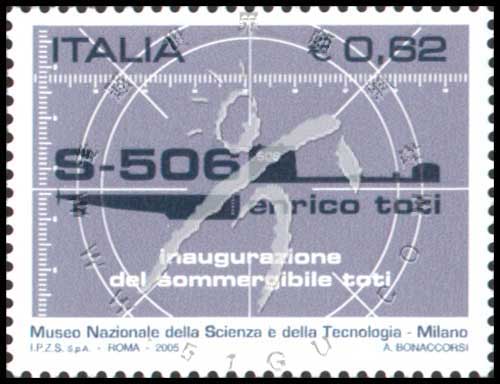 ITALIA € 0,62
S-506
506
enrico toti
inaugurazione
del sommergibile toti
Museo Nazionale della Scienza e della Tecnologia - Milano
I.P.Z.S. S.p.A. - ROMA - 2005 A. BONACCORSI